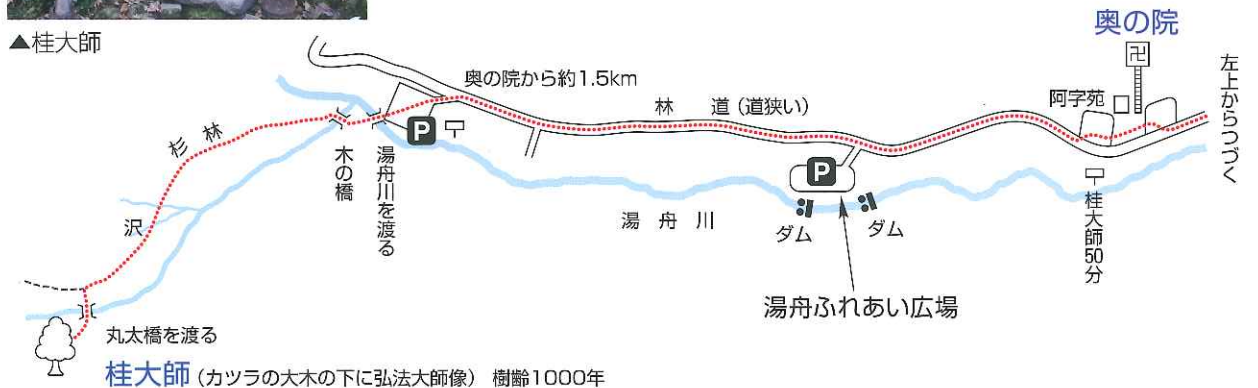 ▲桂大師
奥の院
卍
阿字苑
左上からつづく
奥の院から約1.5km
林 道 (道狭い)
P
杉林
木の橋
湯舟川を渡る
P
湯 舟 川
ダム
ダム
桂大師50分
沢
湯舟ふれあい広場
丸太橋を渡る
桂大師 (カツラの大木の下に弘法大師像) 樹齢1000年